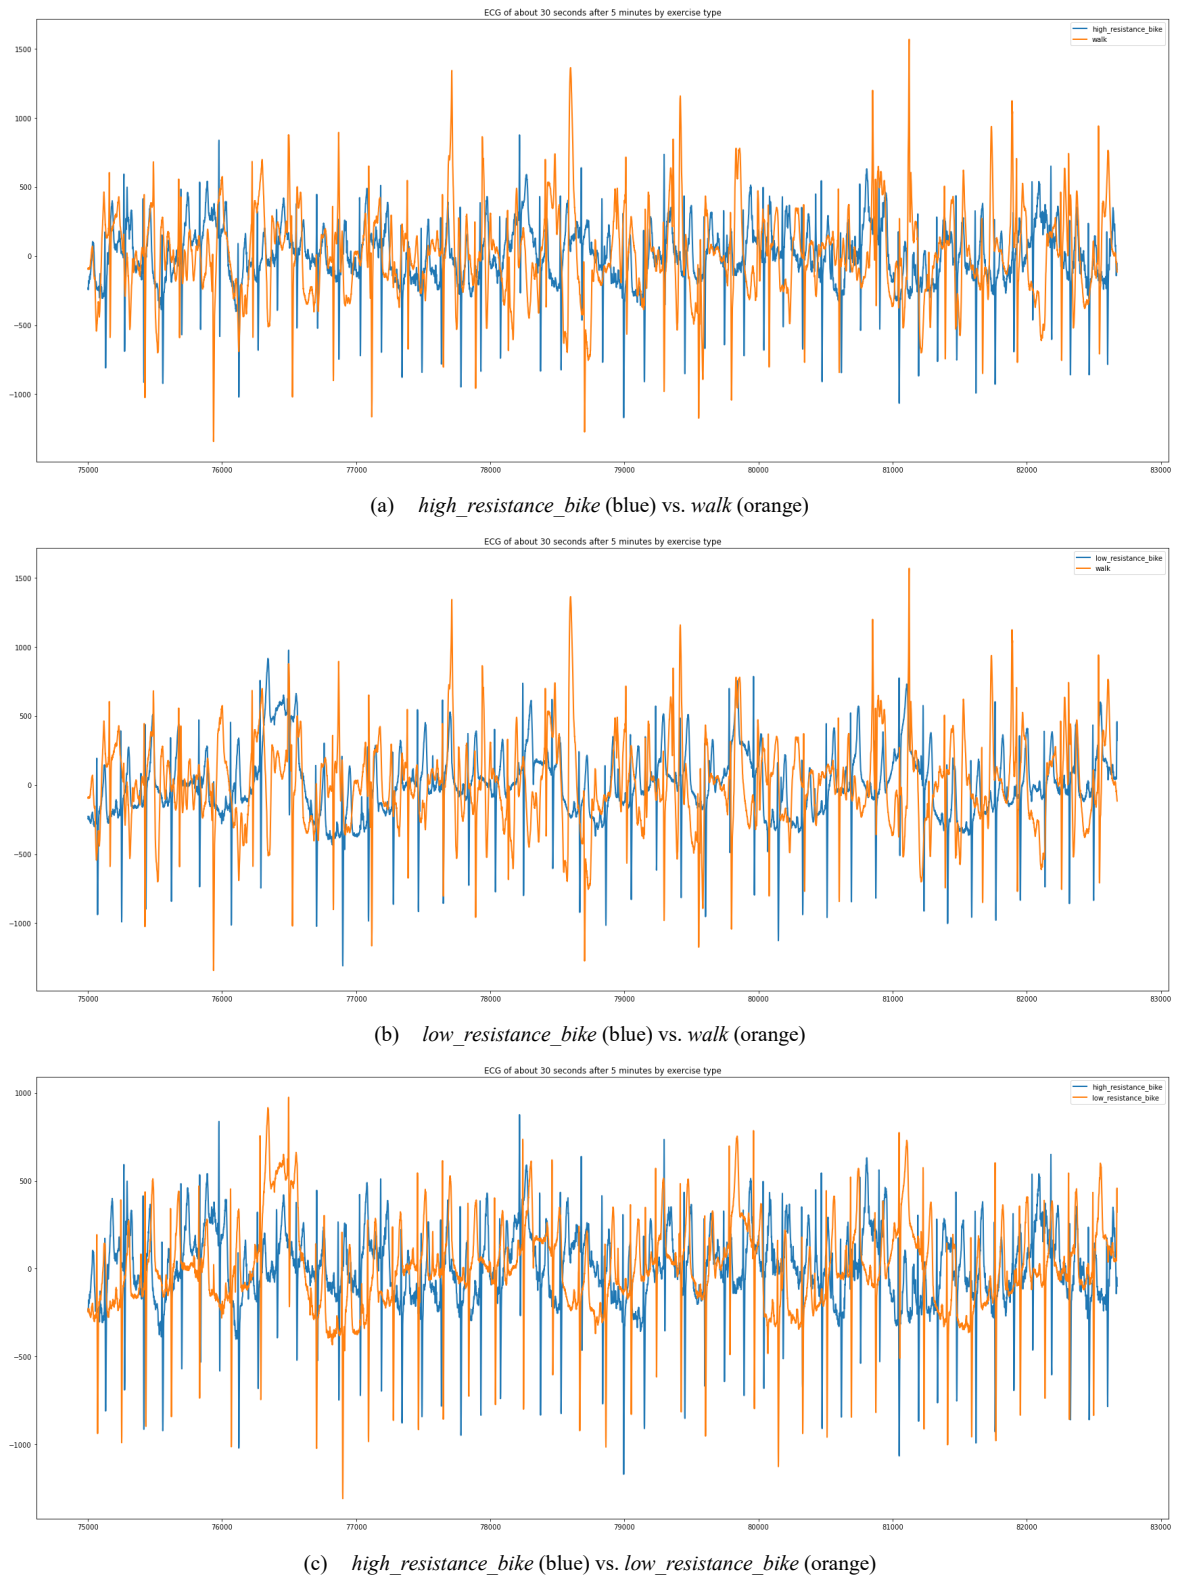 ECG of about 30 seconds after 5 minutes by exercise type
high_resistance_bike
walk
1500
1000
500
0
−500
−1000
75000 76000 77000 78000 79000 80000 81000 82000 83000
(a) high_resistance_bike (blue) vs. walk (orange)
ECG of about 30 seconds after 5 minutes by exercise type
low_resistance_bike
walk
1500
1000
500
0
−500
−1000
75000 76000 77000 78000 79000 80000 81000 82000 83000
(b) low_resistance_bike (blue) vs. walk (orange)
ECG of about 30 seconds after 5 minutes by exercise type
high_resistance_bike
low_resistance_bike
1000
500
0
−500
−1000
75000 76000 77000 78000 79000 80000 81000 82000 83000
(c) high_resistance_bike (blue) vs. low_resistance_bike (orange)